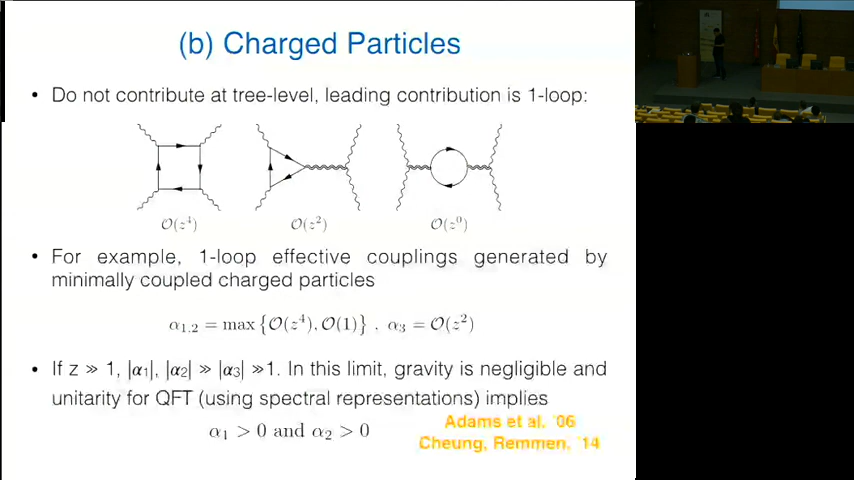 (b) Charged Particles
• Do not contribute at tree-level, leading contribution is 1-loop:
O(z⁴) O(z²) O(z⁰)
• For example, 1-loop effective couplings generated by
minimally coupled charged particles
α₁,₂ = max {O(z⁴), O(1)} , α₃ = O(z²)
• If z ≫ 1, |α₁|, |α₂| ≫ |α₃| ≫1. In this limit, gravity is negligible and
unitarity for QFT (using spectral representations) implies
α₁ > 0 and α₂ > 0
Adams et al. '06
Cheung, Remmen, '14